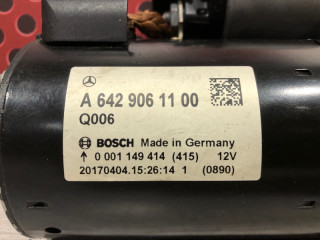 A 642 906 11 00
Q006
BOSCH Made in Germany
↑ 0 001 149 414 (415) 12V
20170404.15:26:14 1 (0890)